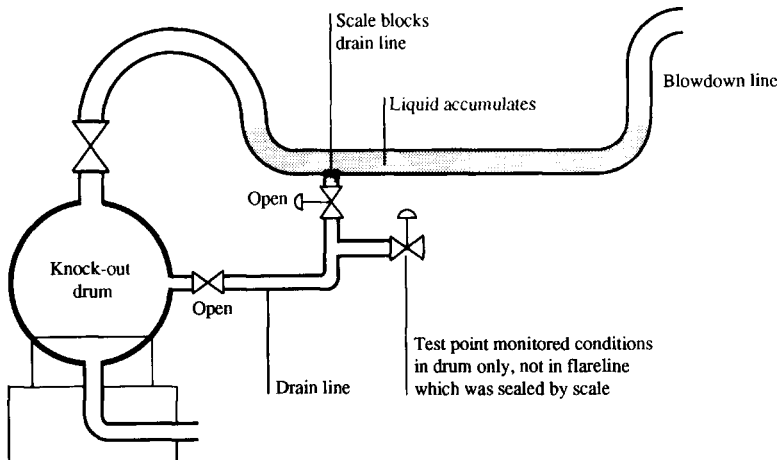 Scale blocks
drain line
Blowdown line
Liquid accumulates
Open
Knock-out
drum
Open
Drain line
Test point monitored conditions
in drum only, not in flareline
which was sealed by scale